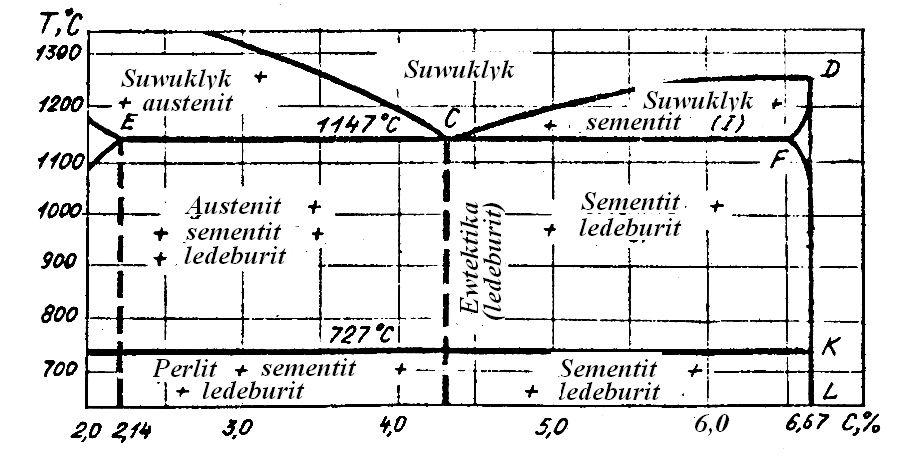 T,°C
1300
Suwuklyk +
+ austenit
Suwuklyk
D
1200
Suwuklyk +
+ sementit (I)
E
1147°C
C
F
1100
1000
900
800
700
Austenit +
+ sementit +
+ ledeburit
Ewtektika
(ledeburit)
Sementit +
+ ledeburit
727°C
K
Perlit + sementit +
+ ledeburit
Sementit +
+ ledeburit
L
2,0 2,14 3,0 4,0 5,0 6,0 6,67 C,%